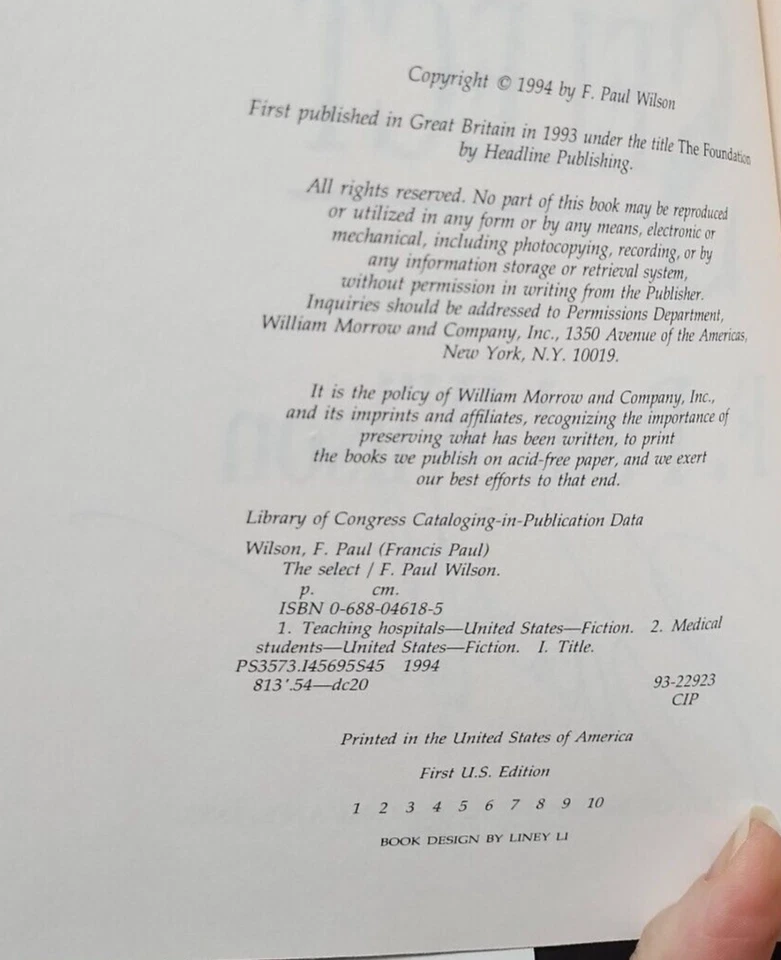 Copyright © 1994 by F. Paul Wilson
First published in Great Britain in 1993 under the title The Foundation
by Headline Publishing.
All rights reserved. No part of this book may be reproduced
or utilized in any form or by any means, electronic or
mechanical, including photocopying, recording, or by
any information storage or retrieval system,
without permission in writing from the Publisher.
Inquiries should be addressed to Permissions Department,
William Morrow and Company, Inc., 1350 Avenue of the Americas,
New York, N.Y. 10019.
It is the policy of William Morrow and Company, Inc.,
and its imprints and affiliates, recognizing the importance of
preserving what has been written, to print
the books we publish on acid-free paper, and we exert
our best efforts to that end.
Library of Congress Cataloging-in-Publication Data
Wilson, F. Paul (Francis Paul)
The select / F. Paul Wilson.
p. cm.
ISBN 0-688-04618-5
1. Teaching hospitals—United States—Fiction. 2. Medical
students—United States—Fiction. I. Title.
PS3573.I45695S45 1994
813'.54—dc20 93-22923
CIP
Printed in the United States of America
First U.S. Edition
1 2 3 4 5 6 7 8 9 10
BOOK DESIGN BY LINEY LI